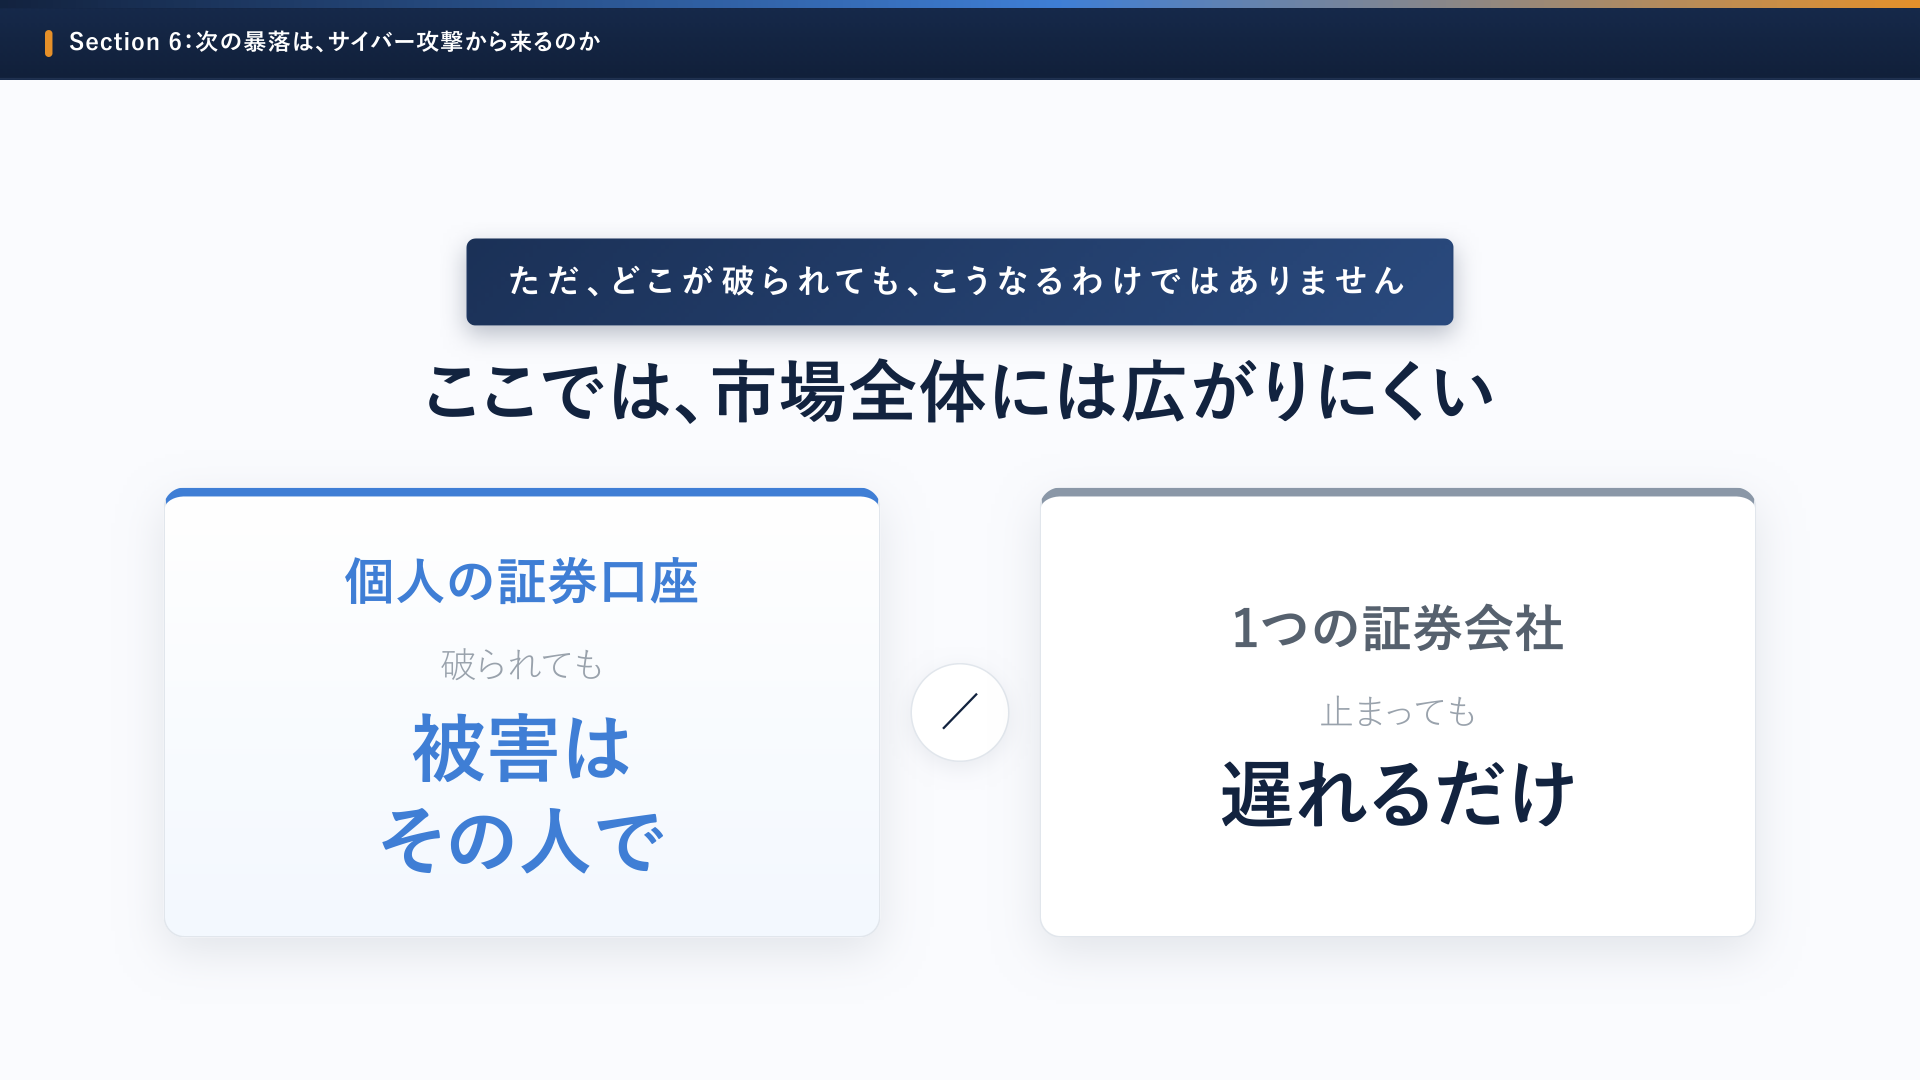 Section 6：次の暴落は、サイバー攻撃から来るのか
ただ、どこが破られても、こうなるわけではありません
ここでは、市場全体には広がりにくい
個人の証券口座
破られても
被害は
その人で
／
1つの証券会社
止まっても
遅れるだけ